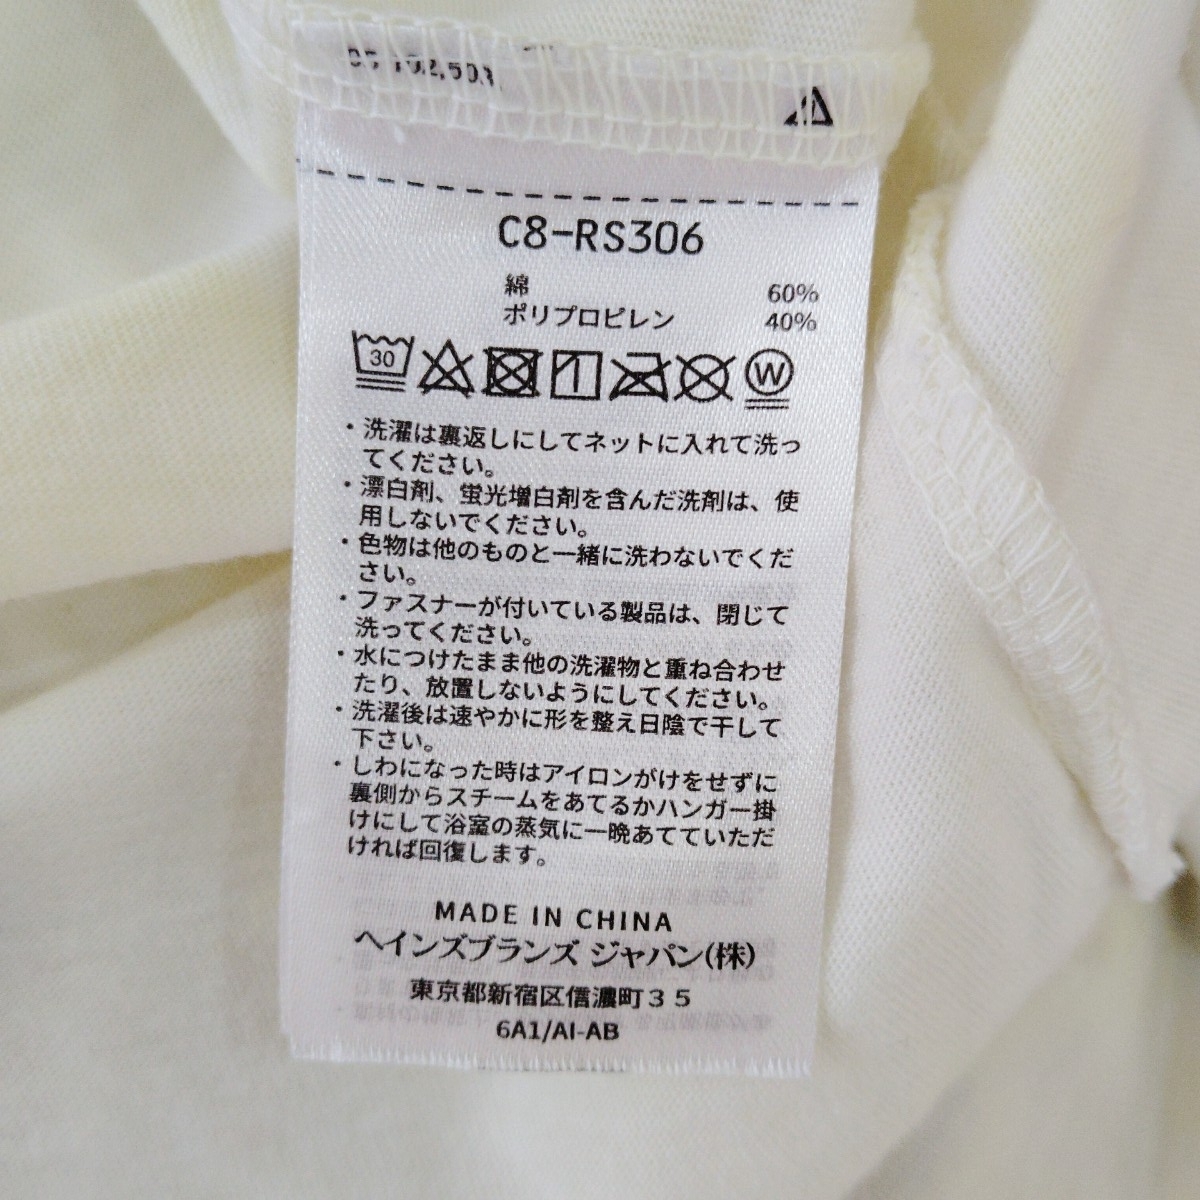 C8-RS306
綿 60%
ポリプロピレン 40%
30
W
・洗濯は裏返しにしてネットに入れて洗っ
てください。
・漂白剤、蛍光増白剤を含んだ洗剤は、使
用しないでください。
・色物は他のものと一緒に洗わないでくだ
さい。
・ファスナーが付いている製品は、閉じて
洗ってください。
・水につけたまま他の洗濯物と重ね合わせ
たり、放置しないようにしてください。
・洗濯後は速やかに形を整え日陰で干して
下さい。
・しわになった時はアイロンがけをせずに
裏側からスチームをあてるかハンガー掛
けにして浴室の蒸気に一晩あてていただ
ければ回復します。
MADE IN CHINA
ヘインズブランズ ジャパン(株)
東京都新宿区信濃町35
6A1/AI-AB